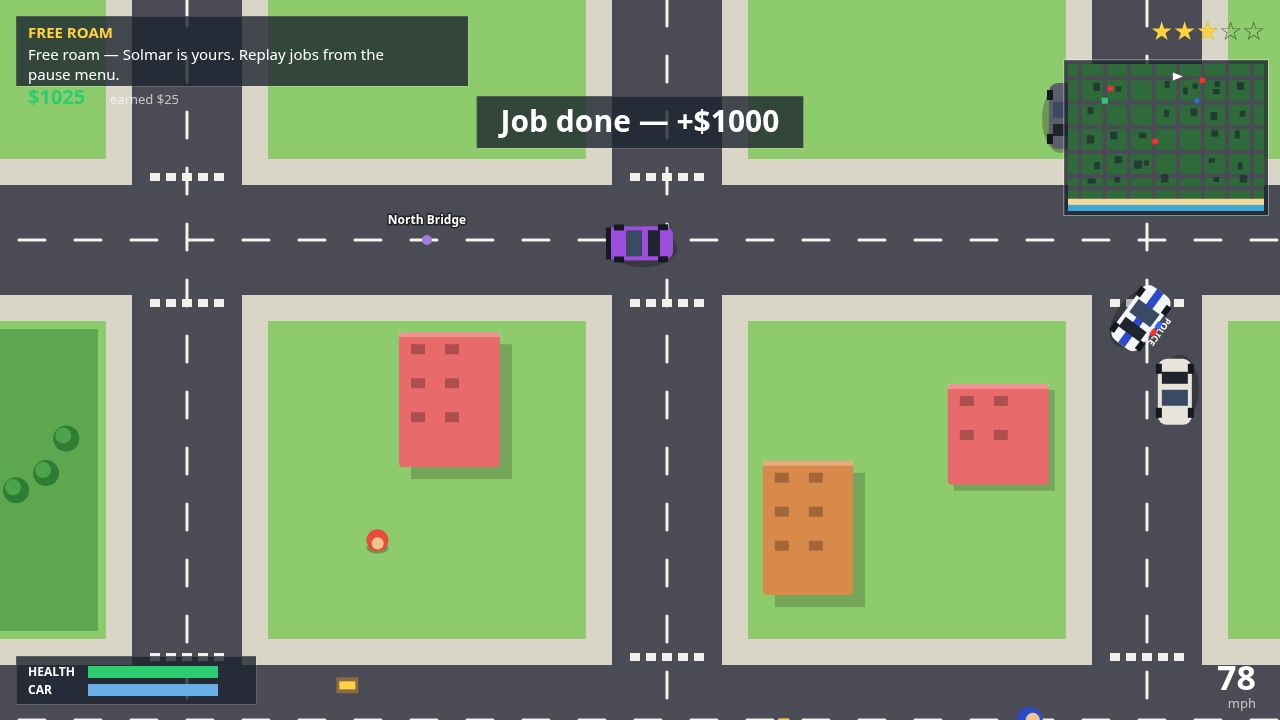 FREE ROAM
Free roam — Solmar is yours. Replay jobs from the
pause menu.
$1025 earned $25
Job done — +$1000
North Bridge
POLICE
HEALTH
CAR
78
mph